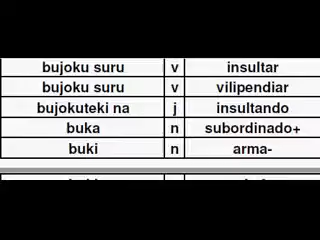 bujoku suru v insultar
bujoku suru v vilipendiar
bujokuteki na j insultando
buka n subordinado+
buki n arma-